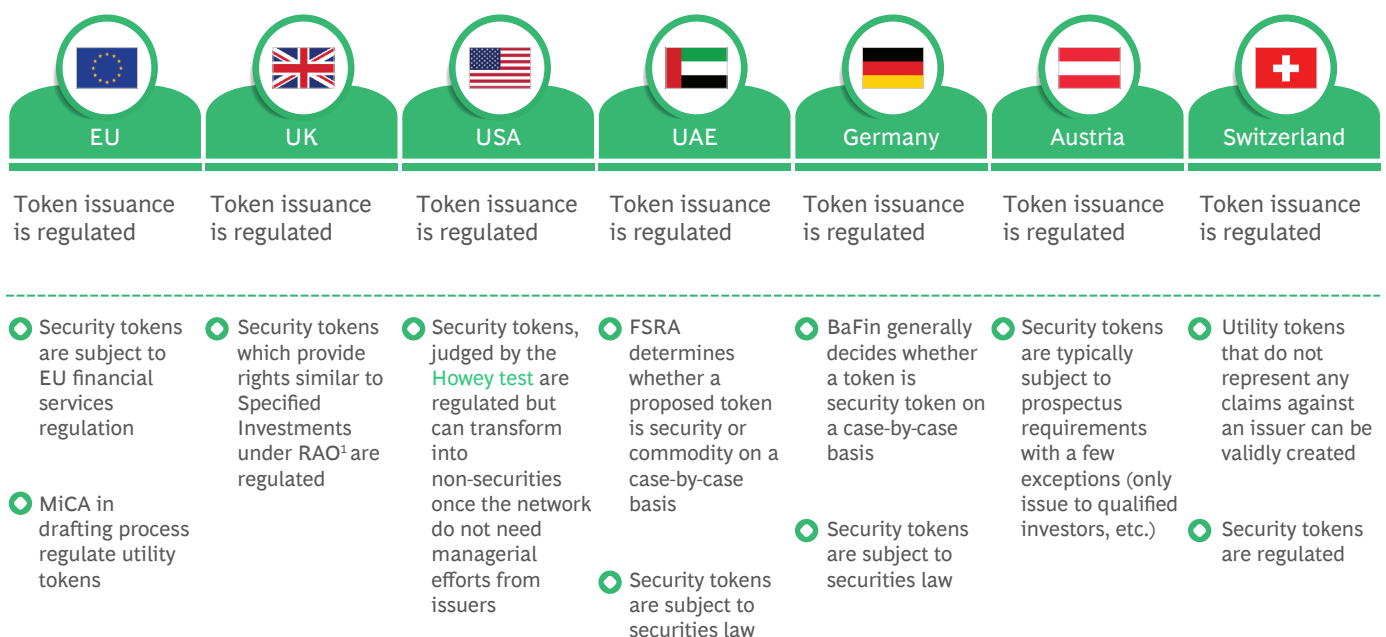 EU
UK
USA
UAE
Germany
Austria
Switzerland
Token issuance
is regulated
Token issuance
is regulated
Token issuance
is regulated
Token issuance
is regulated
Token issuance
is regulated
Token issuance
is regulated
Token issuance
is regulated
Security tokens
are subject to
EU financial
services
regulation
MiCA in
drafting process
regulate utility
tokens
Security tokens
which provide
rights similar to
Specified
Investments
under RAO¹ are
regulated
Security tokens,
judged by the
Howey test are
regulated but
can transform
into
non-securities
once the network
do not need
managerial
efforts from
issuers
FSRA
determines
whether a
proposed token
is security or
commodity on a
case-by-case
basis
Security tokens
are subject to
securities law
BaFin generally
decides whether
a token is
security token on
a case-by-case
basis
Security tokens
are subject to
securities law
Security tokens
are typically
subject to
prospectus
requirements
with a few
exceptions (only
issue to qualified
investors, etc.)
Utility tokens
that do not
represent any
claims against
an issuer can be
validly created
Security tokens
are regulated